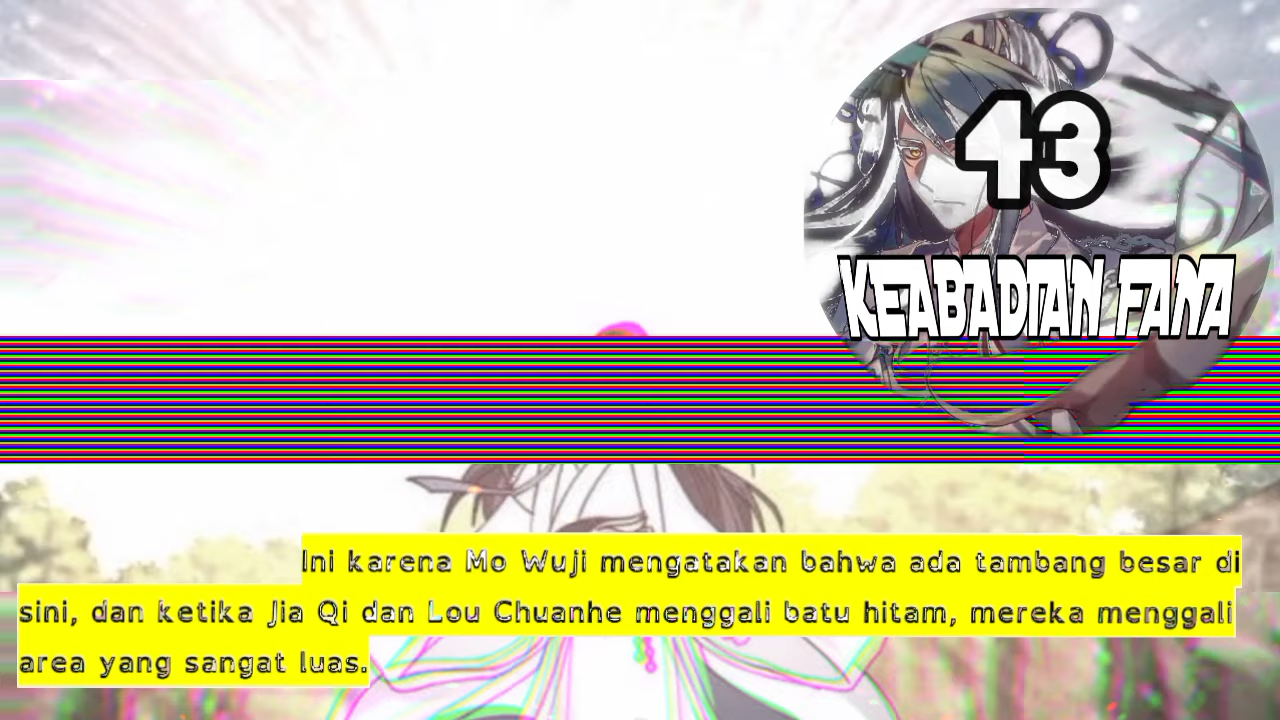 43
KEABADIAN FANA
Ini karena Mo Wuji mengatakan bahwa ada tambang besar di
sini, dan ketika Jia Qi dan Lou Chuanhe menggali batu hitam, mereka menggali
area yang sangat luas.